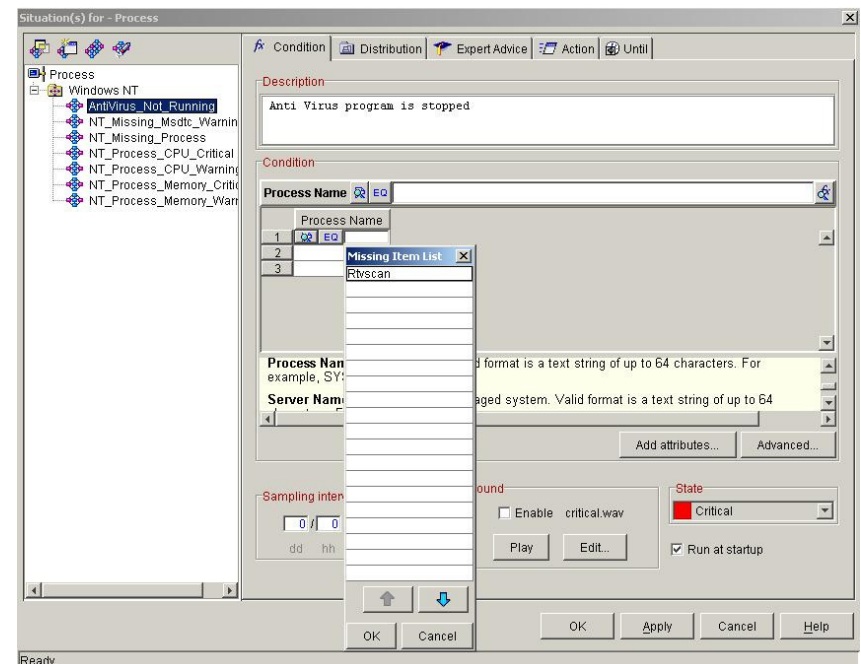 Situation(s) for - Process
Process
Windows NT
AntiVirus_Not_Running
NT_Missing_Msdtc_Warnin
NT_Missing_Process
NT_Process_CPU_Critical
NT_Process_CPU_Warning
NT_Process_Memory_Critic
NT_Process_Memory_Warr
Condition Distribution Expert Advice Action Until
Description
Anti Virus program is stopped
Condition
Process Name EQ
Process Name
1 EQ
2
3
Missing Item List
Rtvscan
Process Nam d format is a text string of up to 64 characters. For
example, SYS
Server Name aged system. Valid format is a text string of up to 64
Add attributes... Advanced...
Sampling inter ound State
0 / 0 Enable critical.wav Critical
dd hh Play Edit... Run at startup
OK Cancel
OK Apply Cancel Help
Ready